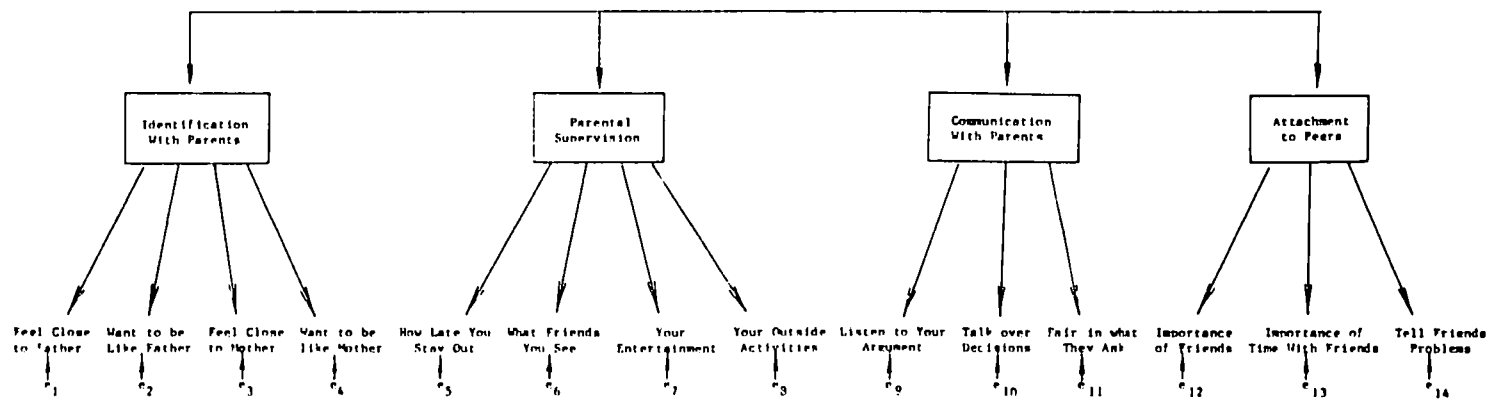 Identification
With Parents
Parental
Supervision
Communication
With Parents
Attachment
to Peers
Feel Close
to Father
Want to be
Like Father
Feel Close
to Mother
Want to be
like Mother
How Late You
Stay Out
What Friends
You See
Your
Entertainment
Your Outside
Activities
Listen to Your
Argument
Talk over
Decisions
Fair in what
They Ask
Importance
of Friends
Importance of
Time With Friends
Tell Friends
Problems
e1
e2
e3
e4
e5
e6
e7
e8
e9
e10
e11
e12
e13
e14